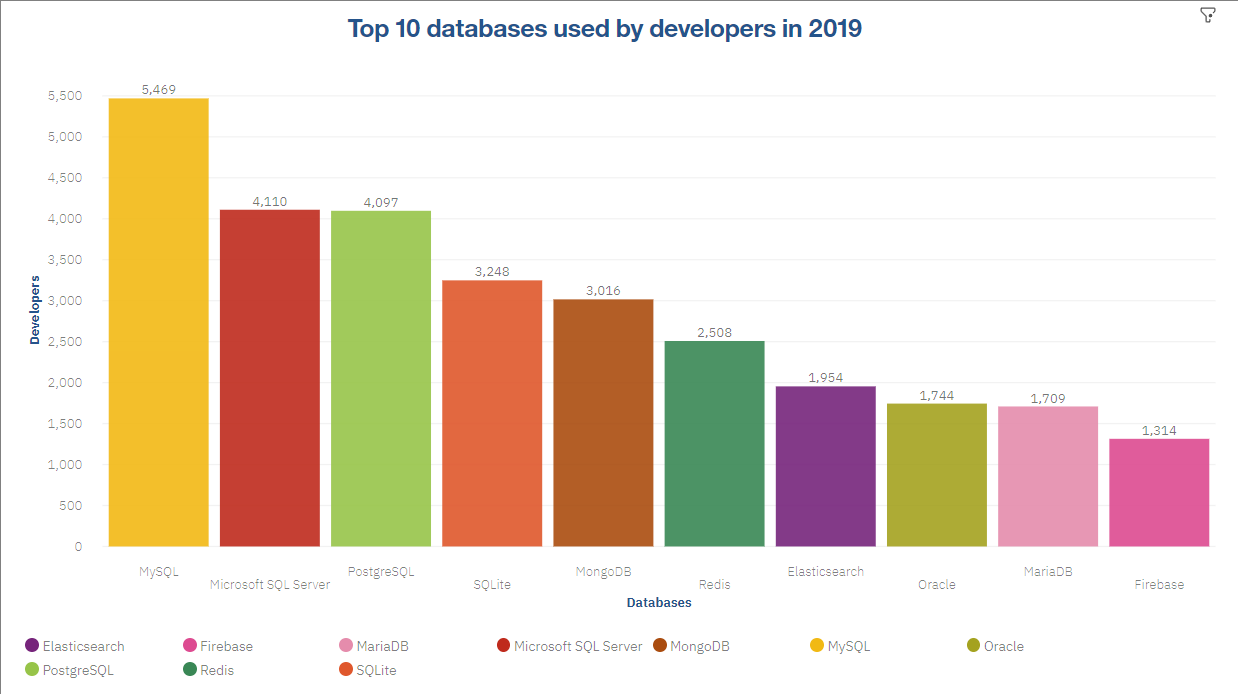 Top 10 databases used by developers in 2019
5,469
5,500
5,000
4,500
4,110
4,097
4,000
3,500
3,248
3,016
3,000
2,508
2,500
1,954
2,000
1,744
1,709
1,500
1,314
1,000
500
0
Developers
MySQL
Microsoft SQL Server
PostgreSQL
SQLite
MongoDB
Redis
Elasticsearch
Oracle
MariaDB
Firebase
Databases
Elasticsearch Firebase MariaDB Microsoft SQL Server MongoDB MySQL Oracle
PostgreSQL Redis SQLite